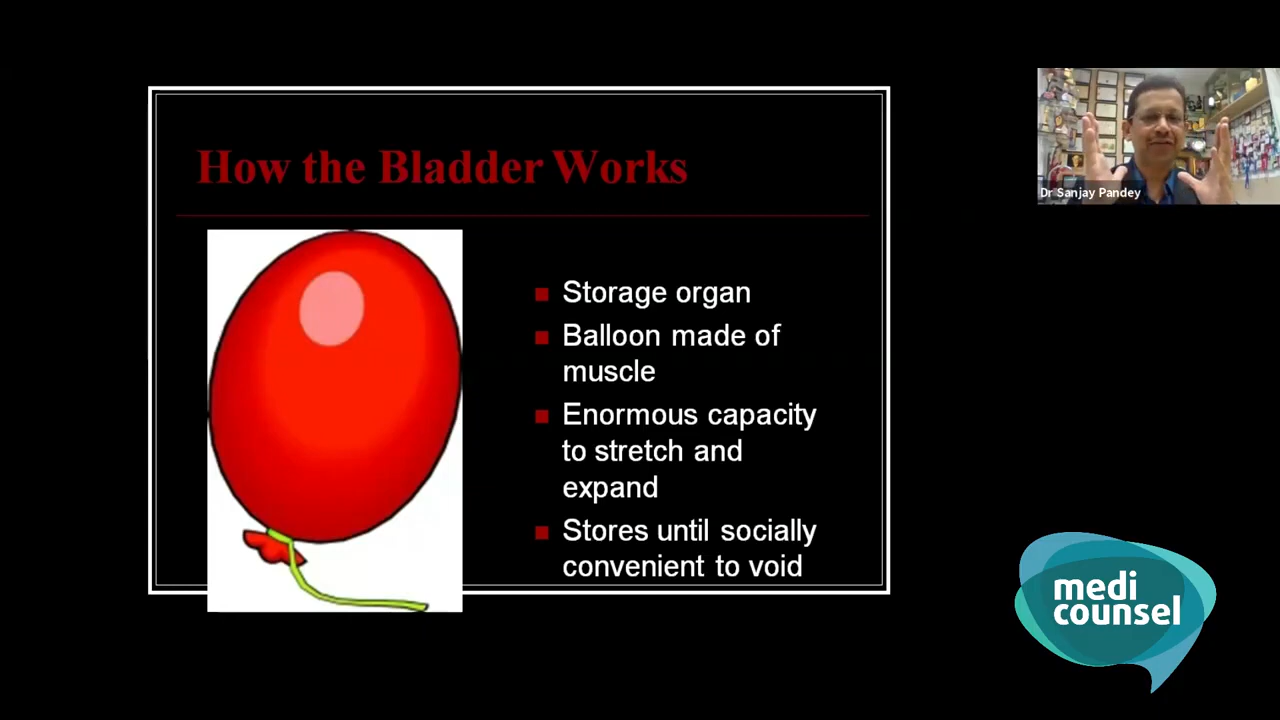 How the Bladder Works
Storage organ
Balloon made of
muscle
Enormous capacity
to stretch and
expand
Stores until socially
convenient to void
Dr Sanjay Pandey
medi
counsel